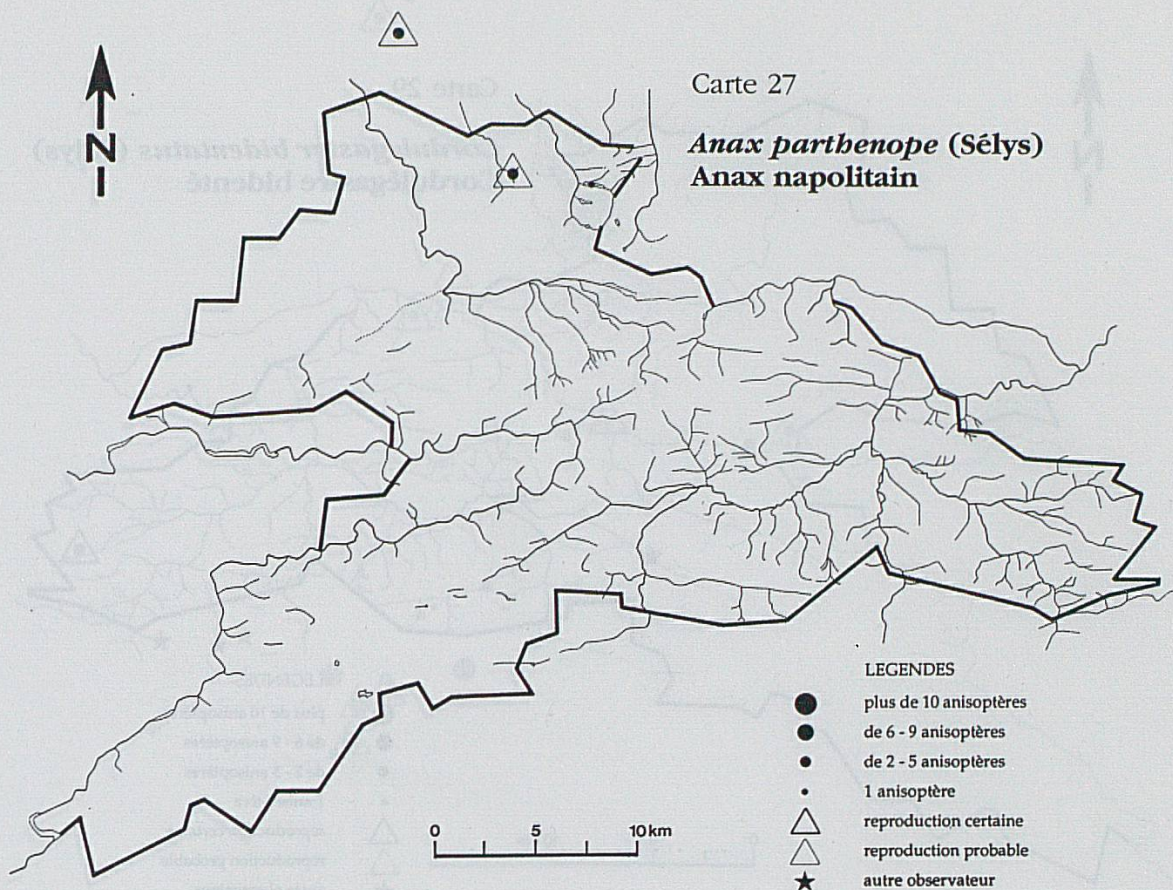 N
Carte 27
Anax parthenope (Sélys)
Anax napolitain
LEGENDES
plus de 10 anisoptères
de 6 - 9 anisoptères
de 2 - 5 anisoptères
1 anisoptère
reproduction certaine
reproduction probable
autre observateur
0 5 10 km